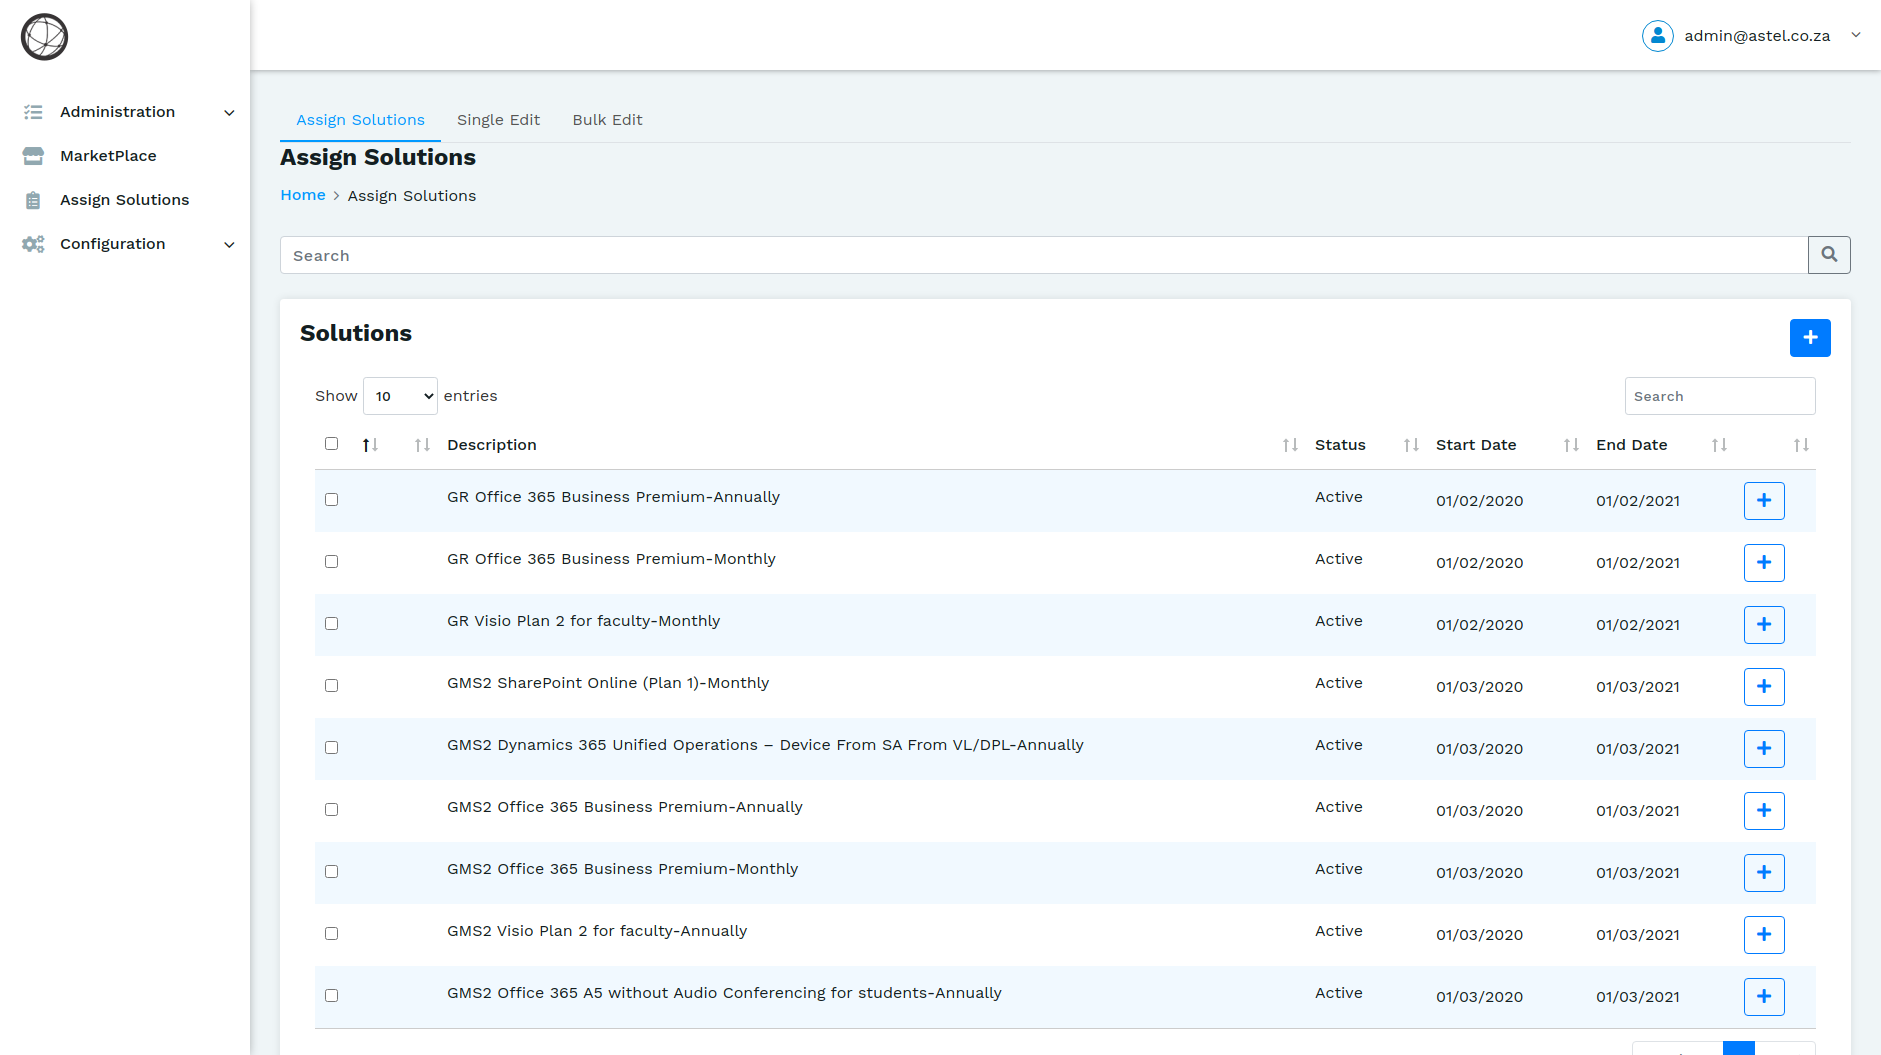 admin@astel.co.za
Administration
MarketPlace
Assign Solutions
Configuration
Assign Solutions Single Edit Bulk Edit
Assign Solutions
Home > Assign Solutions
Search
Solutions
Show 10 entries Search
Description Status Start Date End Date
GR Office 365 Business Premium-Annually Active 01/02/2020 01/02/2021
GR Office 365 Business Premium-Monthly Active 01/02/2020 01/02/2021
GR Visio Plan 2 for faculty-Monthly Active 01/02/2020 01/02/2021
GMS2 SharePoint Online (Plan 1)-Monthly Active 01/03/2020 01/03/2021
GMS2 Dynamics 365 Unified Operations – Device From SA From VL/DPL-Annually Active 01/03/2020 01/03/2021
GMS2 Office 365 Business Premium-Annually Active 01/03/2020 01/03/2021
GMS2 Office 365 Business Premium-Monthly Active 01/03/2020 01/03/2021
GMS2 Visio Plan 2 for faculty-Annually Active 01/03/2020 01/03/2021
GMS2 Office 365 A5 without Audio Conferencing for students-Annually Active 01/03/2020 01/03/2021